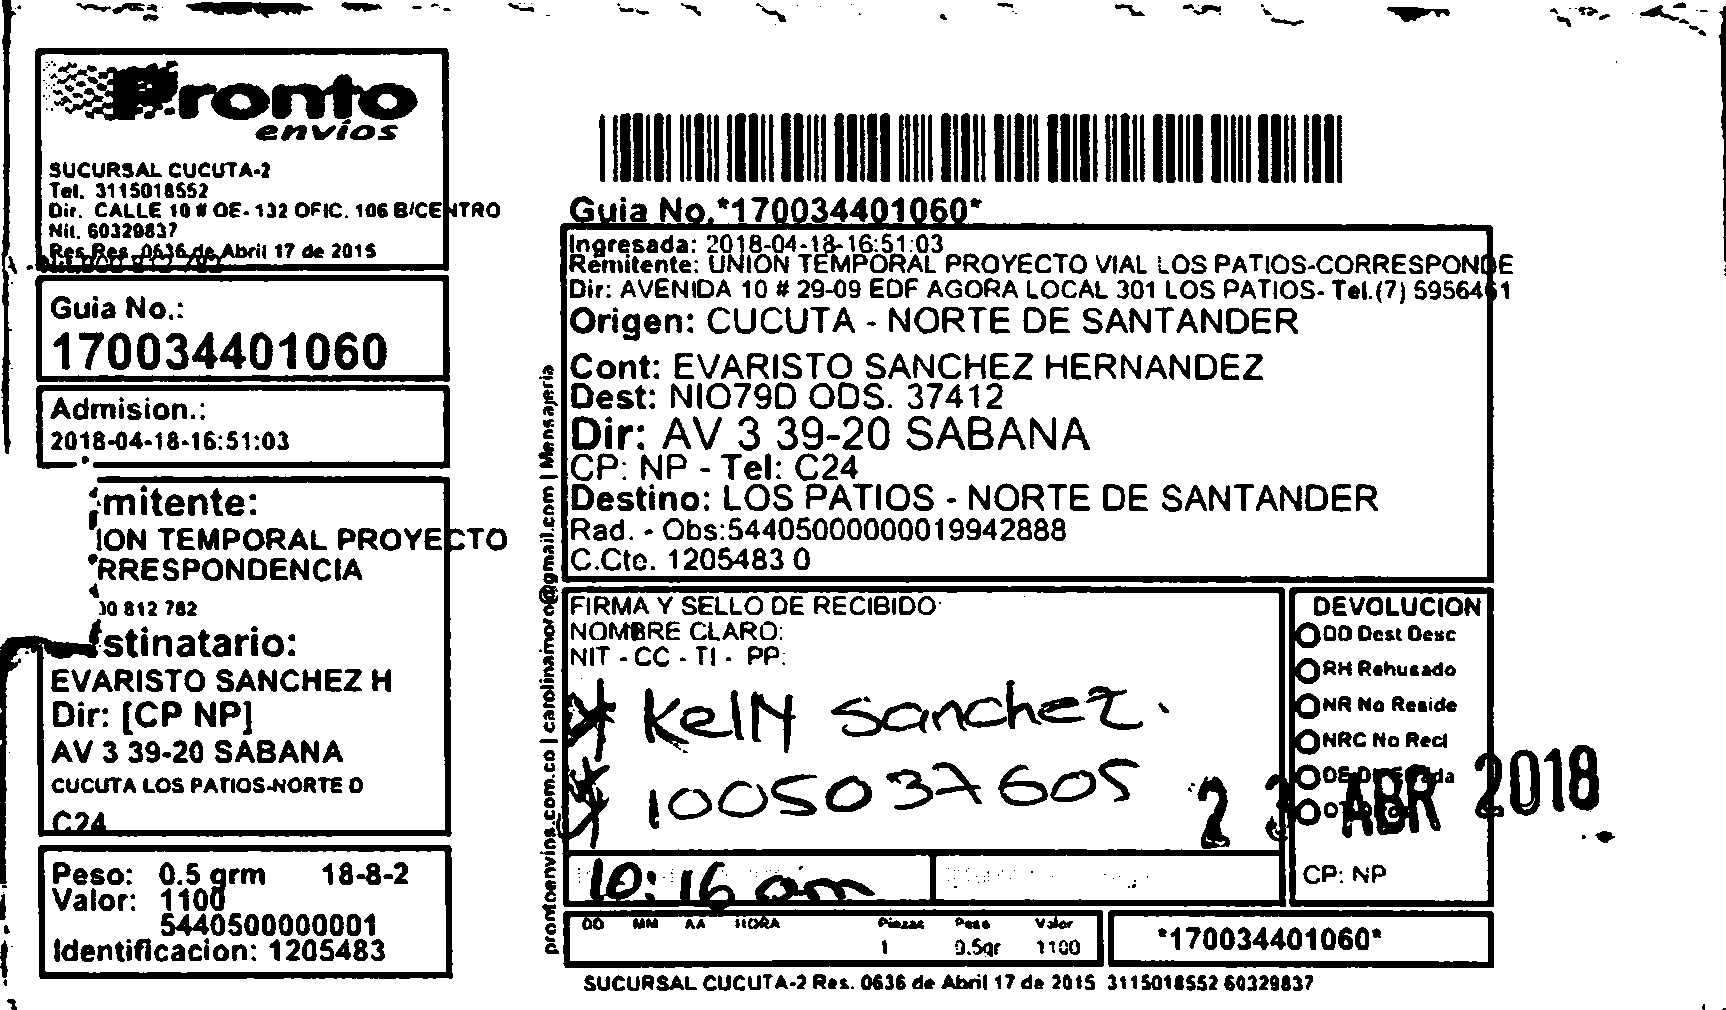 Pronto
envíos
SUCURSAL CUCUTA-2
Tel. 3115018552
Dir. CALLE 10 # OE-132 OFIC. 106 B/CENTRO
Nit. 60329837
Res.Res. 0636 de Abril 17 de 2015
Guia No.:
170034401060
Admision.:
2018-04-18-16:51:03
mitente:
ION TEMPORAL PROYECTO
RRESPONDENCIA
00 812 782
stinatario:
EVARISTO SANCHEZ H
Dir: [CP NP]
AV 3 39-20 SABANA
CUCUTA LOS PATIOS-NORTE D
C24
Peso: 0.5 grm 18-8-2
Valor: 1100
5440500000001
Identificacion: 1205483
prontoenvios.com.co | carolinainoro@gmail.com | Mensajeria
Guia No.*170034401060*
Ingresada: 2018-04-18-16:51:03
Remitente: UNION TEMPORAL PROYECTO VIAL LOS PATIOS-CORRESPONDE
Dir: AVENIDA 10 # 29-09 EDF AGORA LOCAL 301 LOS PATIOS- Tel.(7) 5956461
Origen: CUCUTA - NORTE DE SANTANDER
Cont: EVARISTO SANCHEZ HERNANDEZ
Dest: NIO79D ODS. 37412
Dir: AV 3 39-20 SABANA
CP: NP - Tel: C24
Destino: LOS PATIOS - NORTE DE SANTANDER
Rad. - Obs:54405000000019942888
C.Cte. 1205483 0
FIRMA Y SELLO DE RECIBIDO
NOMBRE CLARO:
NIT - CC - TI - PP:
Kelly Sanchez.
1005037605
10:16 am
DEVOLUCION
DD Dest Desc
RH Rehusado
NR No Reside
NRC No Recl
23 ABR 2018
CP: NP
DD MM AA HORA Piezas Peso Valor
1 0.5gr 1100
*170034401060*
SUCURSAL CUCUTA-2 Res. 0636 de Abril 17 de 2015 3115018552 60329837